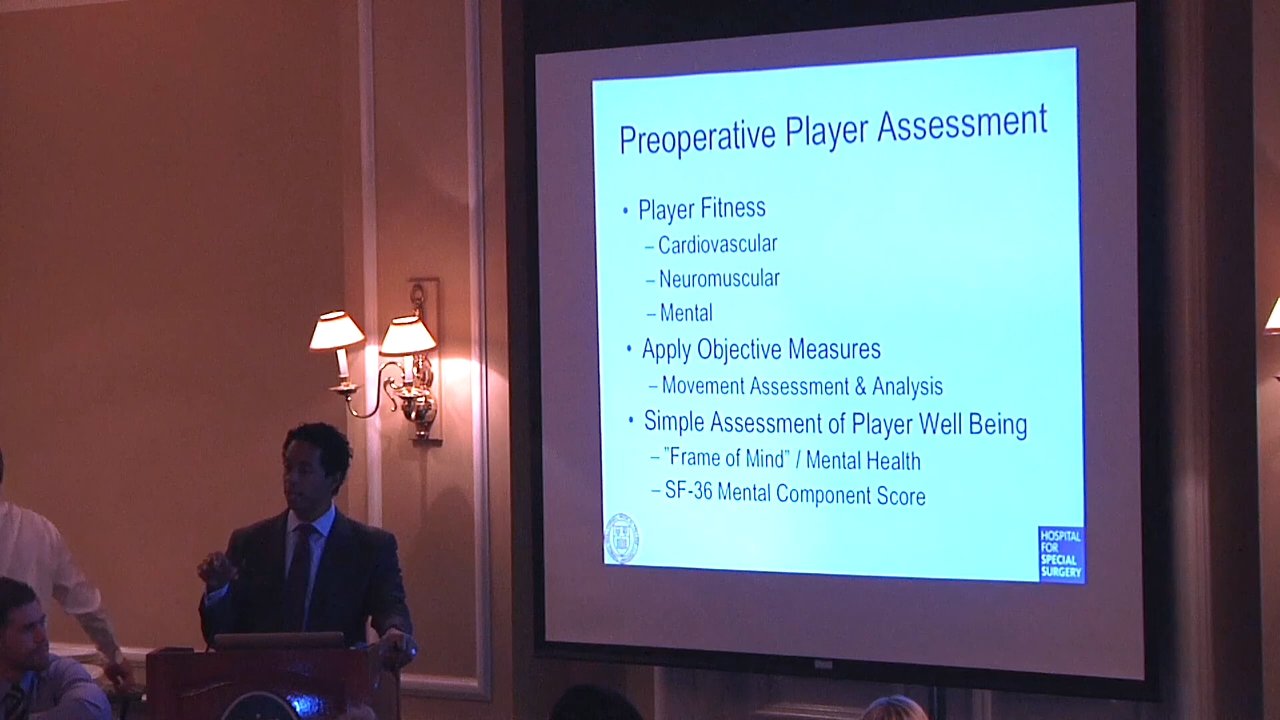 Preoperative Player Assessment
• Player Fitness
– Cardiovascular
– Neuromuscular
– Mental
• Apply Objective Measures
– Movement Assessment & Analysis
• Simple Assessment of Player Well Being
– "Frame of Mind" / Mental Health
– SF-36 Mental Component Score
HOSPITAL
FOR
SPECIAL
SURGERY